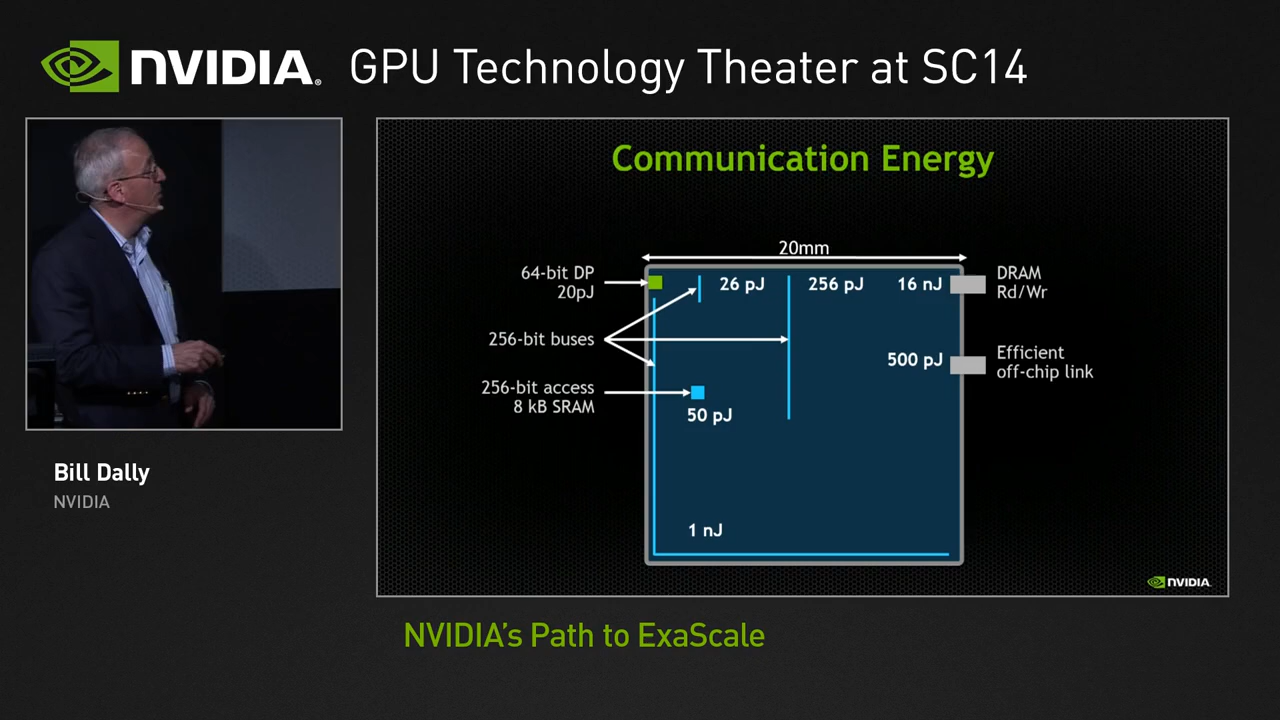 NVIDIA. GPU Technology Theater at SC14
Communication Energy
20mm
64-bit DP
20pJ
26 pJ
256 pJ
16 nJ
DRAM
Rd/Wr
256-bit buses
500 pJ
Efficient
off-chip link
256-bit access
8 kB SRAM
50 pJ
1 nJ
NVIDIA.
Bill Dally
NVIDIA
NVIDIA's Path to ExaScale